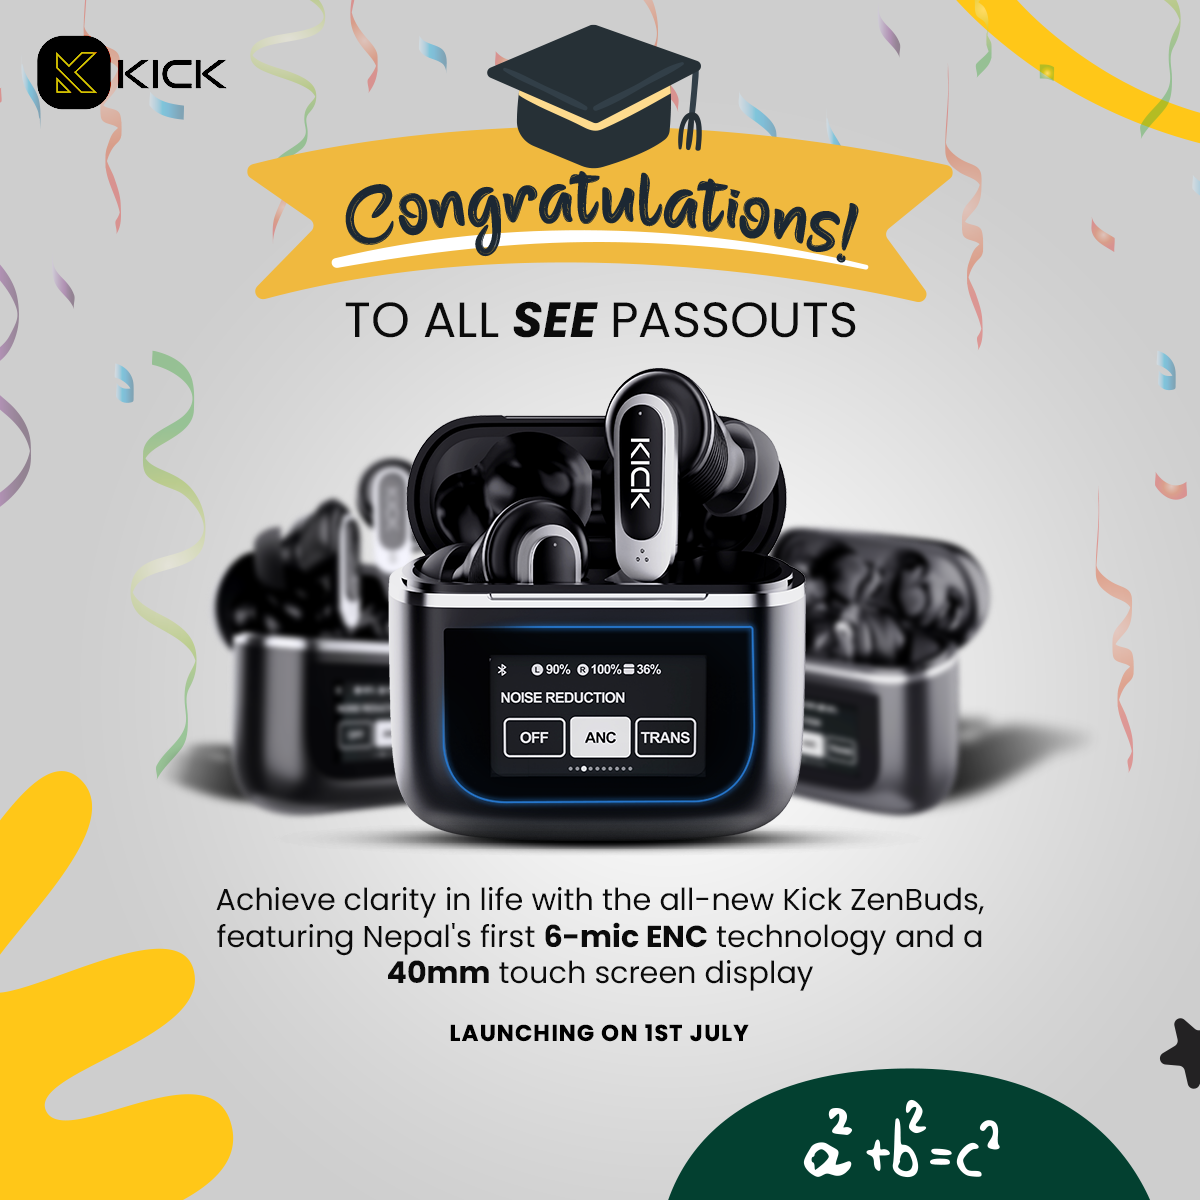 KICK
Congratulations!
TO ALL SEE PASSOUTS
KICK
L 90% R 100% 36%
NOISE REDUCTION
OFF ANC TRANS
Achieve clarity in life with the all-new Kick ZenBuds,
featuring Nepal's first 6-mic ENC technology and a
40mm touch screen display
LAUNCHING ON 1ST JULY
a²+b²=c²